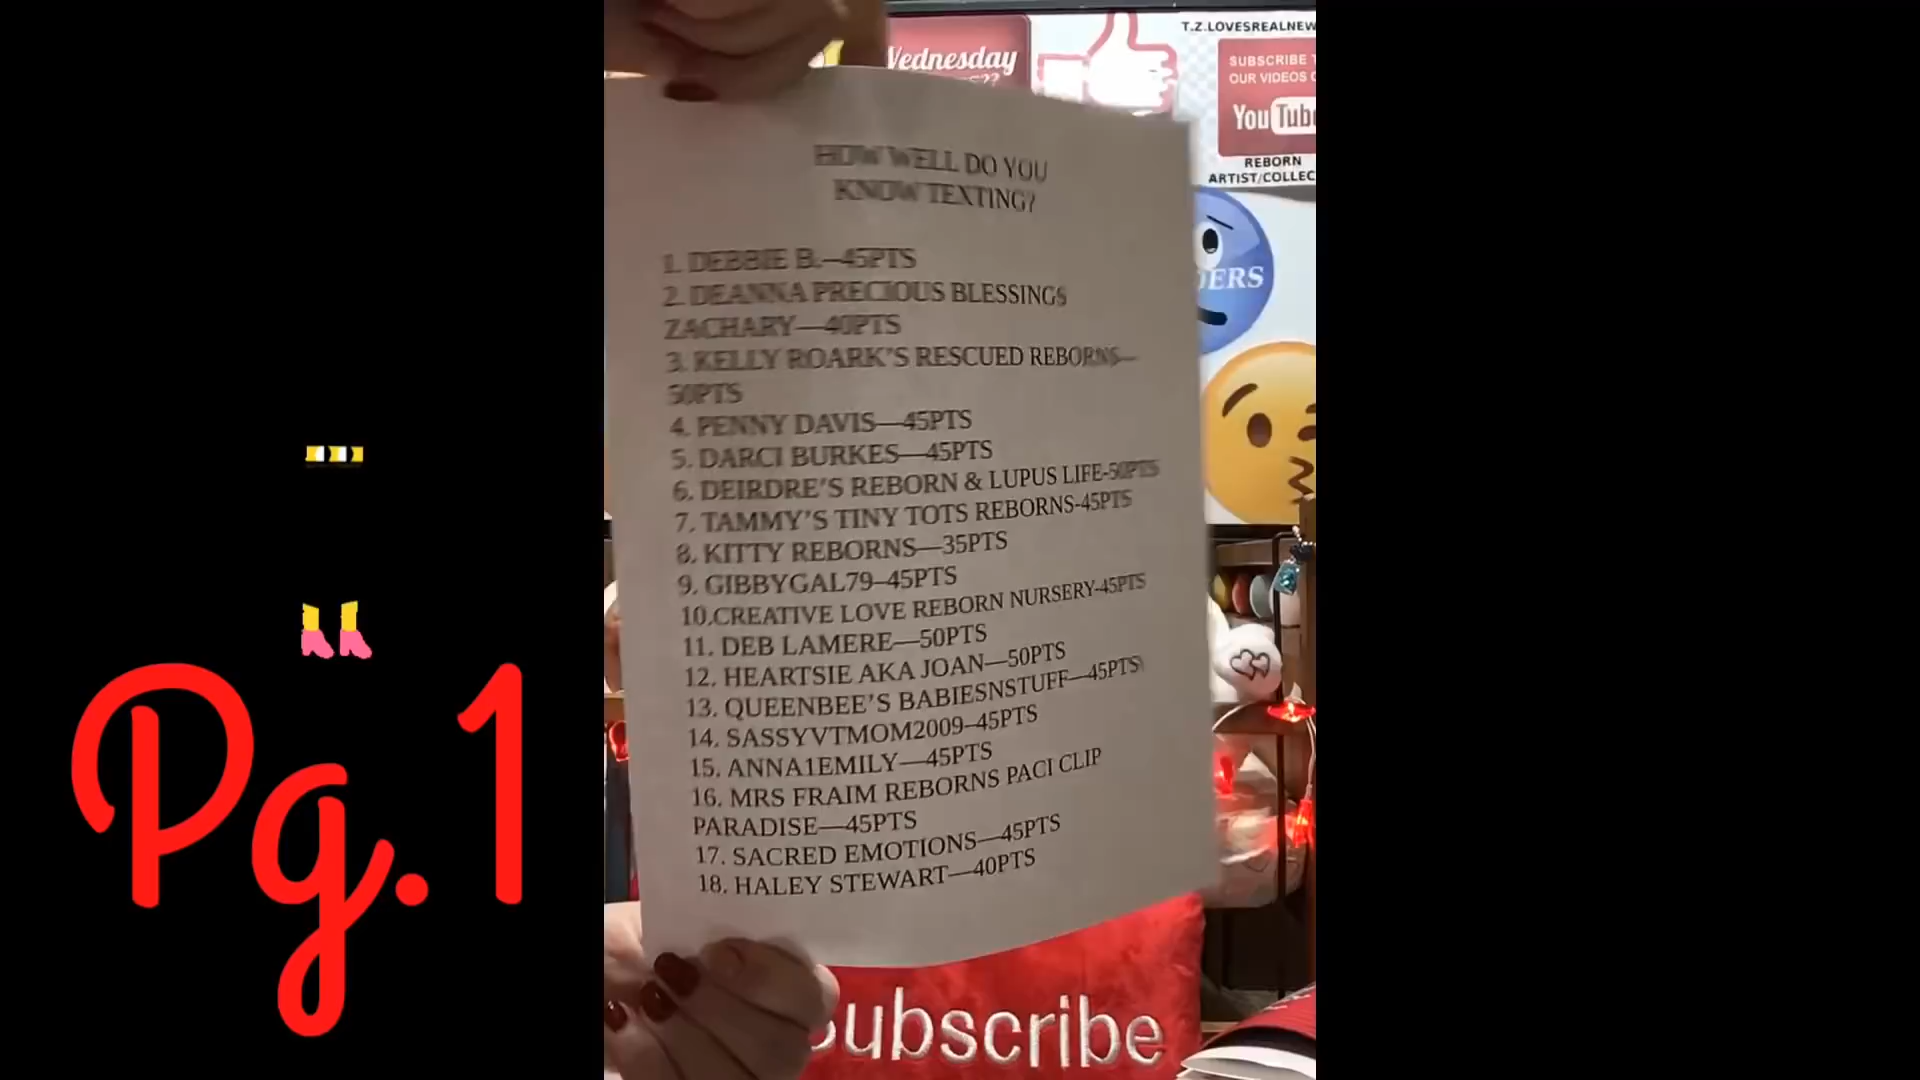 Wednesday
T.Z.LOVESREALNEW
SUBSCRIBE T
OUR VIDEOS O
YouTube
REBORN
ARTIST/COLLEC
DERS
HOW WELL DO YOU
KNOW TEXTING?
1. DEBBIE B.—45PTS
2. DEANNA PRECIOUS BLESSINGS
ZACHARY—40PTS
3. KELLY ROARK'S RESCUED REBORNS—
50PTS
4. PENNY DAVIS—45PTS
5. DARCI BURKES—45PTS
6. DEIRDRE'S REBORN & LUPUS LIFE-50PTS
7. TAMMY'S TINY TOTS REBORNS-45PTS
8. KITTY REBORNS—35PTS
9. GIBBYGAL79–45PTS
10.CREATIVE LOVE REBORN NURSERY-45PTS
11. DEB LAMERE—50PTS
12. HEARTSIE AKA JOAN—50PTS
13. QUEENBEE'S BABIESNSTUFF—45PTS\
14. SASSYVTMOM2009–45PTS
15. ANNA1EMILY—45PTS
16. MRS FRAIM REBORNS PACI CLIP
PARADISE—45PTS
17. SACRED EMOTIONS—45PTS
18. HALEY STEWART—40PTS
Pg.1
Subscribe